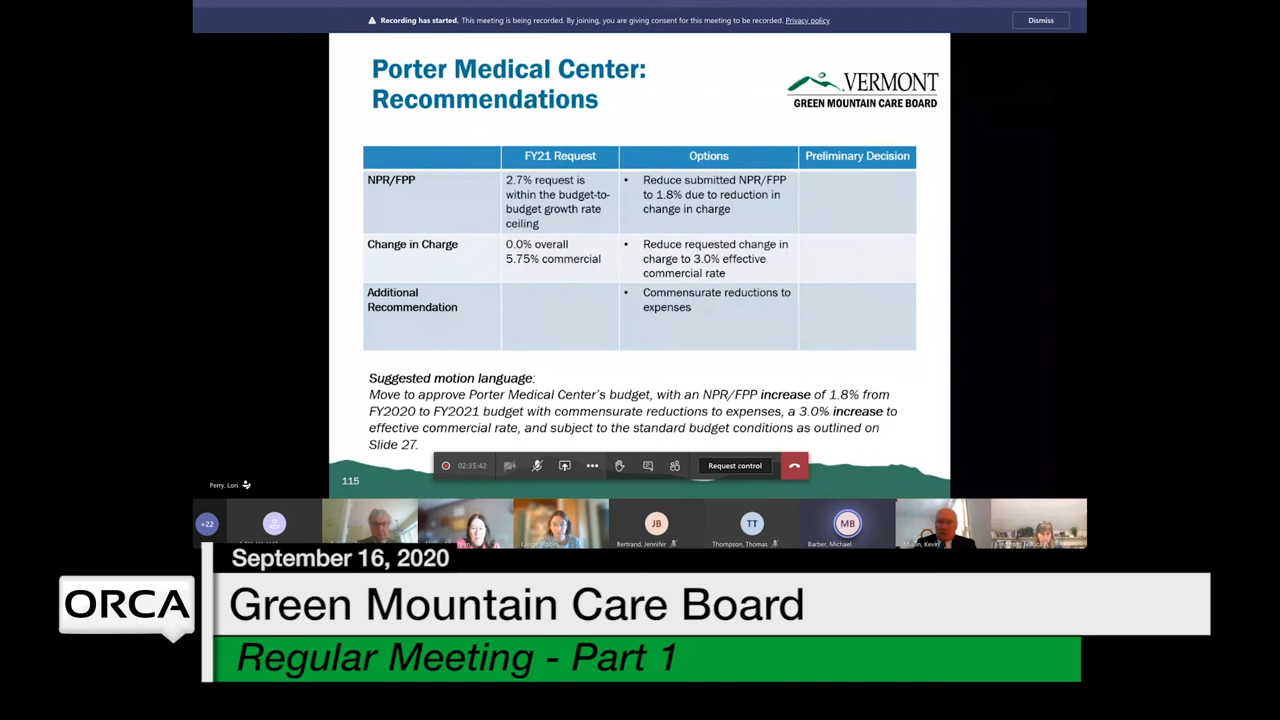 Recording has started. This meeting is being recorded. By joining, you are giving consent for this meeting to be recorded. Privacy policy
Dismiss
Porter Medical Center:
Recommendations
VERMONT
GREEN MOUNTAIN CARE BOARD
FY21 Request
Options
Preliminary Decision
NPR/FPP
2.7% request is
within the budget-to-
budget growth rate
ceiling
• Reduce submitted NPR/FPP
to 1.8% due to reduction in
change in charge
Change in Charge
0.0% overall
5.75% commercial
• Reduce requested change in
charge to 3.0% effective
commercial rate
Additional
Recommendation
• Commensurate reductions to
expenses
Suggested motion language:
Move to approve Porter Medical Center's budget, with an NPR/FPP increase of 1.8% from
FY2020 to FY2021 budget with commensurate reductions to expenses, a 3.0% increase to
effective commercial rate, and subject to the standard budget conditions as outlined on
Slide 27.
02:35:42
Request control
115
Perry, Lori
+22
JB
Bertrand, Jennifer
TT
Thompson, Thomas
MB
Barber, Michael
September 16, 2020
ORCA
Green Mountain Care Board
Regular Meeting - Part 1